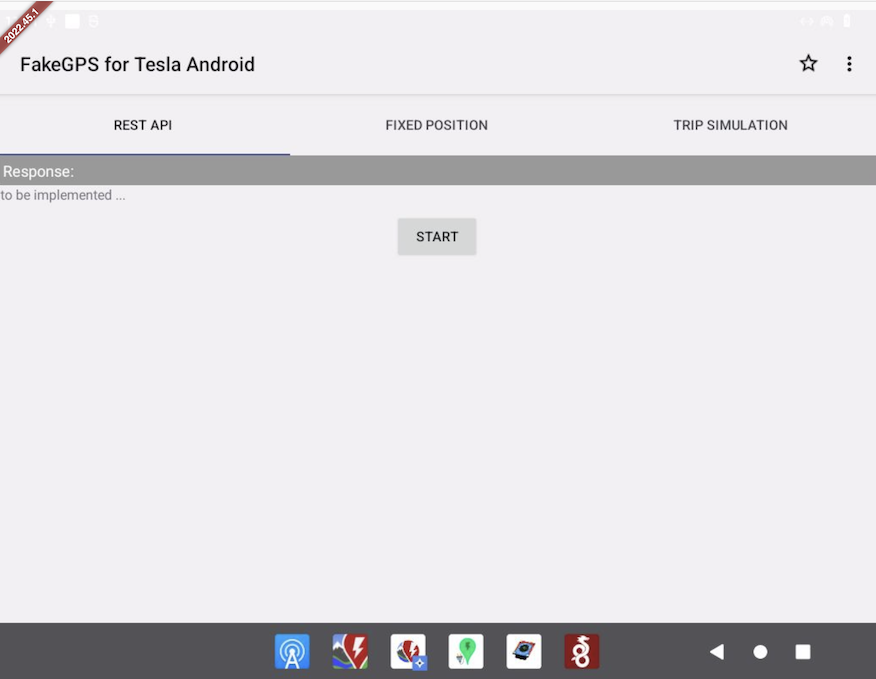 2022.45.1
FakeGPS for Tesla Android
REST API
FIXED POSITION
TRIP SIMULATION
Response:
to be implemented ...
START